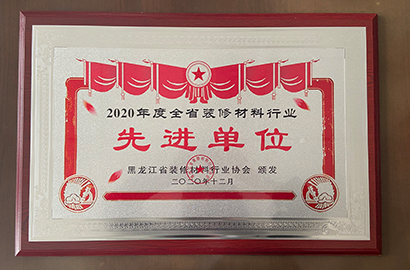 2020年度全省装修材料行业
先进单位
黑龙江省装修材料行业协会 颁发
二〇二〇年十二月